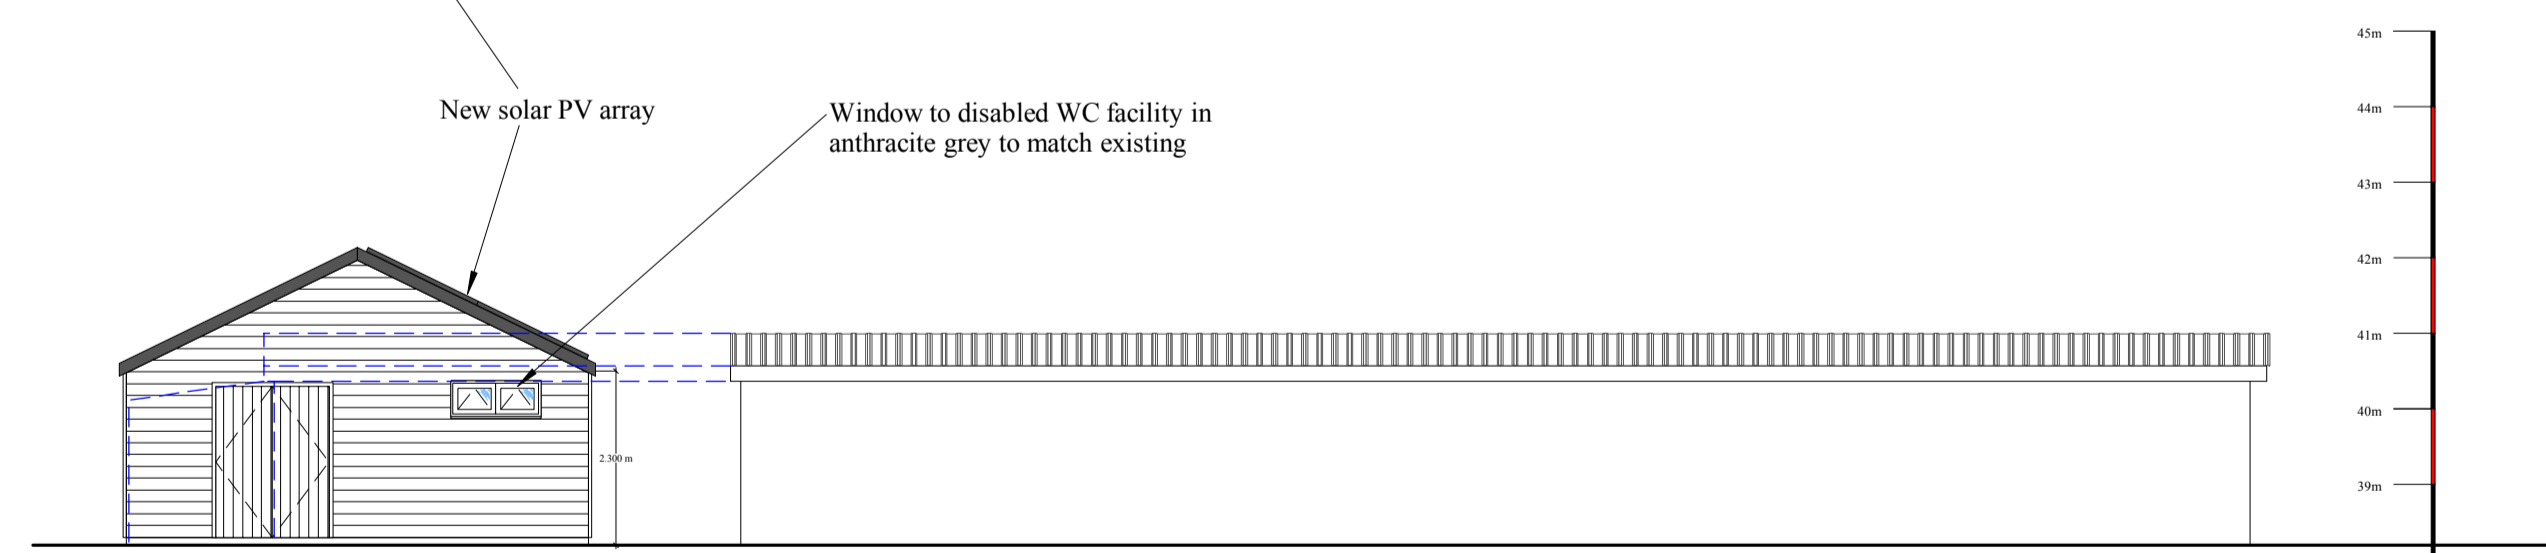 New solar PV array
Window to disabled WC facility in
anthracite grey to match existing
2.300 m
45m
44m
43m
42m
41m
40m
39m